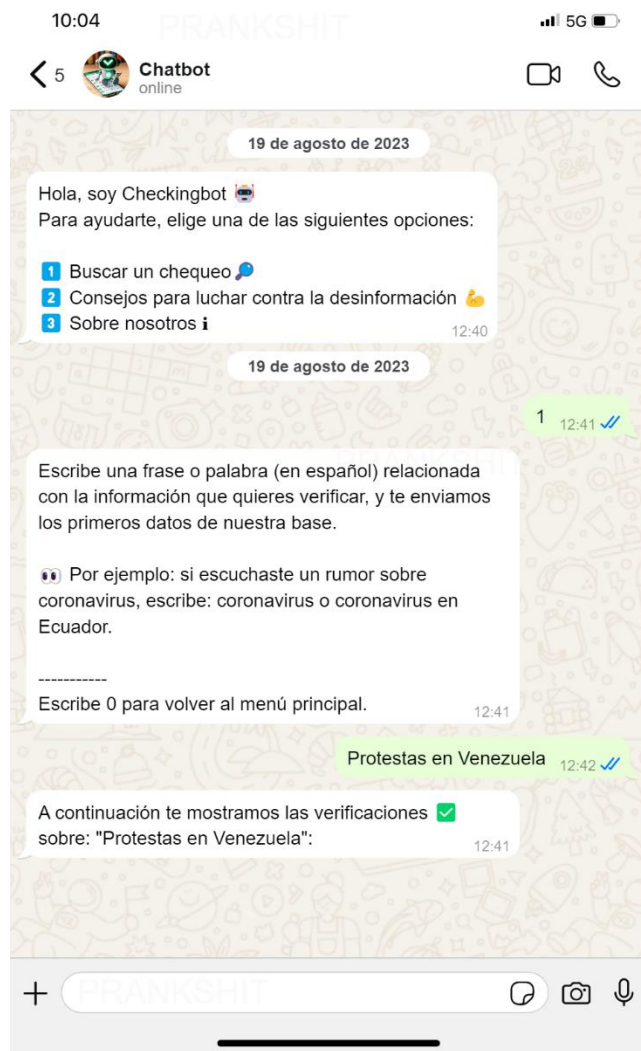 10:04
PRANKSHIT
5G
5
Chatbot
online
19 de agosto de 2023
Hola, soy Checkingbot 🤖
Para ayudarte, elige una de las siguientes opciones:
1️⃣ Buscar un chequeo🔎
2️⃣ Consejos para luchar contra la desinformación 💪
3️⃣ Sobre nosotros ℹ
12:40
19 de agosto de 2023
1 12:41
PRANKSHIT
Escribe una frase o palabra (en español) relacionada
con la información que quieres verificar, y te enviamos
los primeros datos de nuestra base.
👀 Por ejemplo: si escuchaste un rumor sobre
coronavirus, escribe: coronavirus o coronavirus en
Ecuador.
-----------
Escribe 0 para volver al menú principal.
12:41
Protestas en Venezuela 12:42
A continuación te mostramos las verificaciones ✅
sobre: "Protestas en Venezuela":
12:41
PRANKSHIT